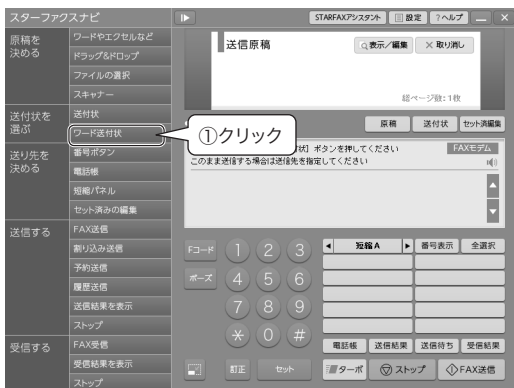 スターファクスナビ
STARFAXアシスタント
設定
?ヘルプ
原稿を
決める
ワードやエクセルなど
ドラッグ&ドロップ
ファイルの選択
スキャナー
送付状を
選ぶ
送付状
ワード送付状
送り先を
決める
番号ボタン
電話帳
短縮パネル
セット済みの編集
送信する
FAX送信
割り込み送信
予約送信
履歴送信
送信結果を表示
ストップ
受信する
FAX受信
受信結果を表示
ストップ
送信原稿
表示/編集
×取り消し
総ページ数:1枚
原稿
送付状
セット済編集
①クリック
状] ボタンを押してください
FAXモデム
このまま送信する場合は送信先を指定してください
Fコード
1
2
3
ポーズ
4
5
6
7
8
9
*
0
#
訂正
セット
短縮A
番号表示
全選択
電話帳
送信結果
送信待ち
受信結果
ターボ
ストップ
FAX送信